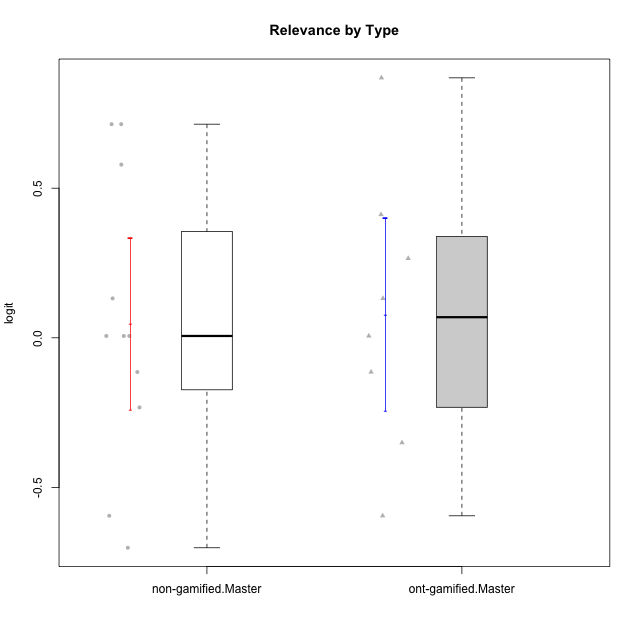 Relevance by Type
logit
0.5
0.0
-0.5
non-gamified.Master
ont-gamified.Master